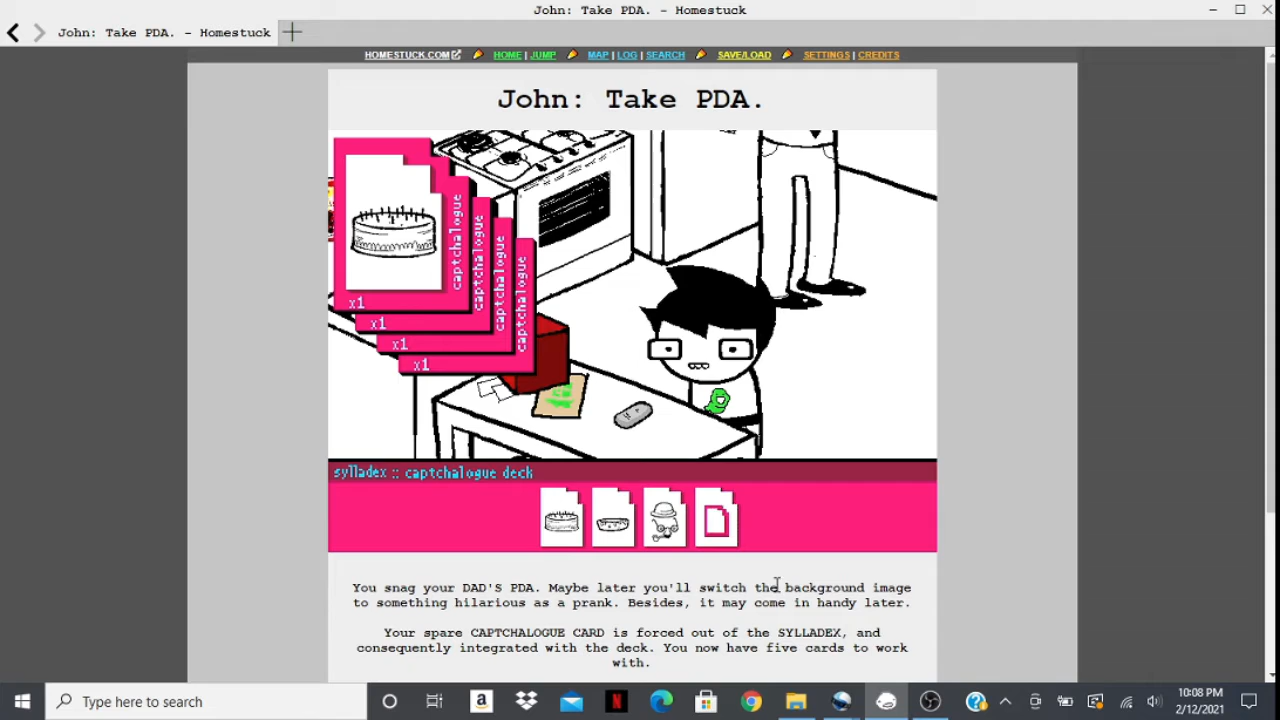 John: Take PDA. - Homestuck
John: Take PDA. - Homestuck
HOMESTUCK.COM HOME | JUMP MAP | LOG | SEARCH SAVE/LOAD SETTINGS | CREDITS
John: Take PDA.
captchalogue
captchalogue
captchalogue
captchalogue
x1
x1
x1
x1
sylladex :: captchalogue deck
You snag your DAD'S PDA. Maybe later you'll switch the background image
to something hilarious as a prank. Besides, it may come in handy later.
Your spare CAPTCHALOGUE CARD is forced out of the SYLLADEX, and
consequently integrated with the deck. You now have five cards to work
with.
Type here to search
10:08 PM
2/12/2021